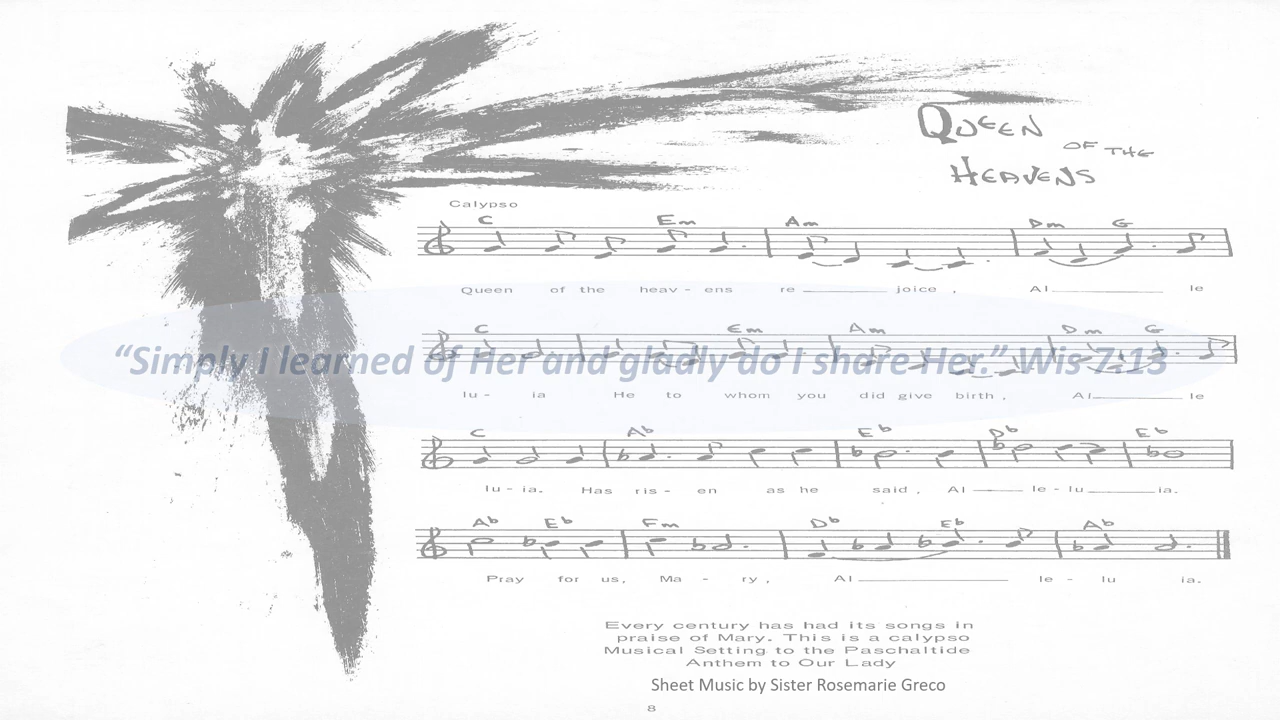 QUEEN
OF THE
HEAVENS
Calypso
C Em Am Dm G
Queen of the heav - ens re joice , Al le
C Em Am Dm G
“Simply I learned of Her and gladly do I share Her.” Wis 7:13
lu - ia He to whom you did give birth , Al le
C Ab Eb Db Eb
lu - ia. Has ris - en as he said , Al le - lu ia.
Ab Eb Fm Db Eb Ab
Pray for us, Ma - ry , Al le - lu ia.
Every century has had its songs in
praise of Mary. This is a calypso
Musical Setting to the Paschaltide
Anthem to Our Lady
Sheet Music by Sister Rosemarie Greco
8